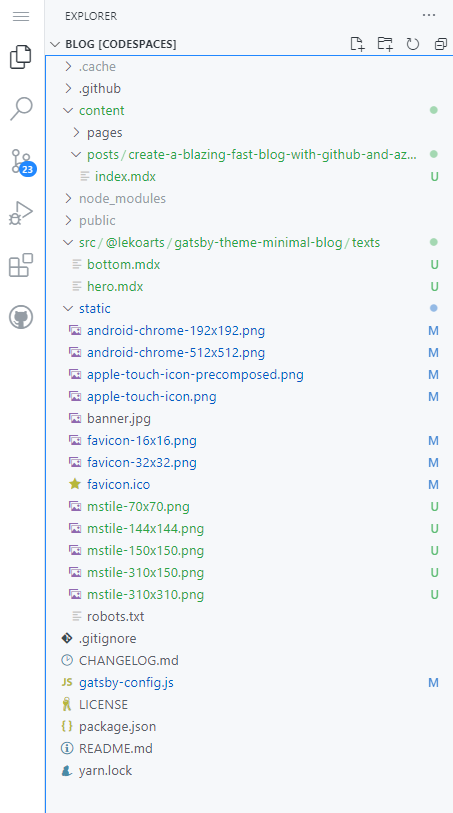 EXPLORER ···
BLOG [CODESPACES]
.cache
.github
content
pages
posts/create-a-blazing-fast-blog-with-github-and-az...
23
index.mdx U
node_modules
public
src/@lekoarts/gatsby-theme-minimal-blog/texts
bottom.mdx U
hero.mdx U
static
android-chrome-192x192.png M
android-chrome-512x512.png M
apple-touch-icon-precomposed.png M
apple-touch-icon.png M
banner.jpg
favicon-16x16.png M
favicon-32x32.png M
favicon.ico M
mstile-70x70.png U
mstile-144x144.png U
mstile-150x150.png U
mstile-310x150.png U
mstile-310x310.png U
robots.txt
.gitignore
CHANGELOG.md
JS gatsby-config.js M
LICENSE
{ } package.json
README.md
yarn.lock